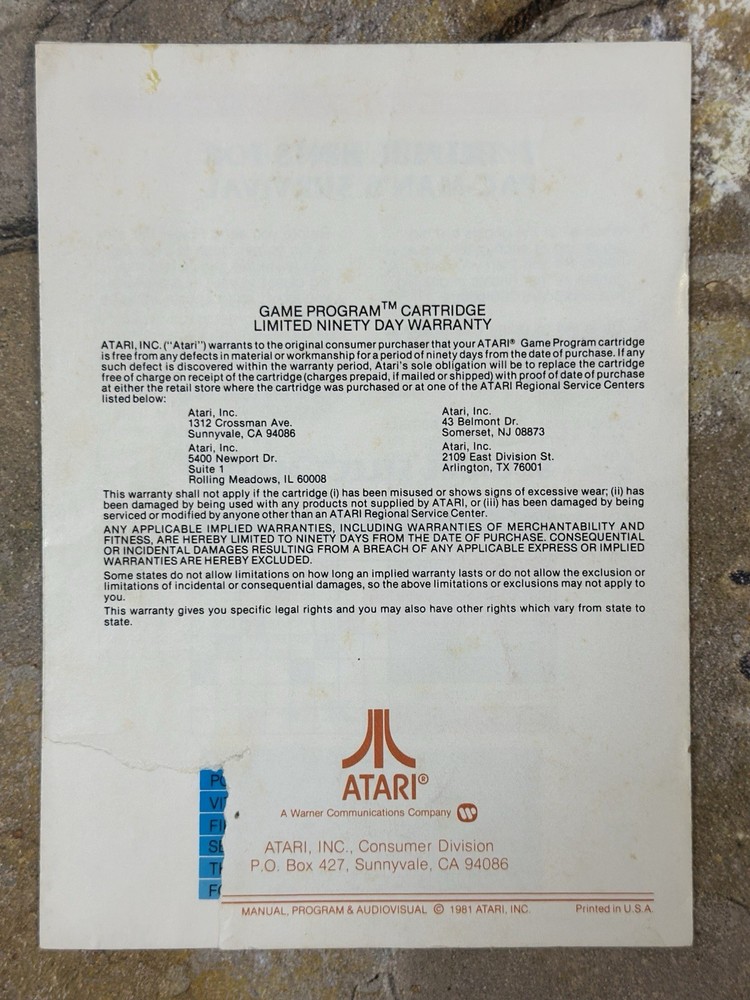 GAME PROGRAM™ CARTRIDGE
LIMITED NINETY DAY WARRANTY
ATARI, INC. ("Atari") warrants to the original consumer purchaser that your ATARI® Game Program cartridge
is free from any defects in material or workmanship for a period of ninety days from the date of purchase. If any
such defect is discovered within the warranty period, Atari's sole obligation will be to replace the cartridge
free of charge on receipt of the cartridge (charges prepaid, if mailed or shipped) with proof of date of purchase
at either the retail store where the cartridge was purchased or at one of the ATARI Regional Service Centers
listed below:
Atari, Inc.
1312 Crossman Ave.
Sunnyvale, CA 94086
Atari, Inc.
5400 Newport Dr.
Suite 1
Rolling Meadows, IL 60008
Atari, Inc.
43 Belmont Dr.
Somerset, NJ 08873
Atari, Inc.
2109 East Division St.
Arlington, TX 76001
This warranty shall not apply if the cartridge (i) has been misused or shows signs of excessive wear; (ii) has
been damaged by being used with any products not supplied by ATARI, or (iii) has been damaged by being
serviced or modified by anyone other than an ATARI Regional Service Center.
ANY APPLICABLE IMPLIED WARRANTIES, INCLUDING WARRANTIES OF MERCHANTABILITY AND
FITNESS, ARE HEREBY LIMITED TO NINETY DAYS FROM THE DATE OF PURCHASE. CONSEQUENTIAL
OR INCIDENTAL DAMAGES RESULTING FROM A BREACH OF ANY APPLICABLE EXPRESS OR IMPLIED
WARRANTIES ARE HEREBY EXCLUDED.
Some states do not allow limitations on how long an implied warranty lasts or do not allow the exclusion or
limitations of incidental or consequential damages, so the above limitations or exclusions may not apply to
you.
This warranty gives you specific legal rights and you may also have other rights which vary from state to
state.
ATARI®
A Warner Communications Company
ATARI, INC., Consumer Division
P.O. Box 427, Sunnyvale, CA 94086
MANUAL, PROGRAM & AUDIOVISUAL © 1981 ATARI, INC.
Printed in U.S.A.